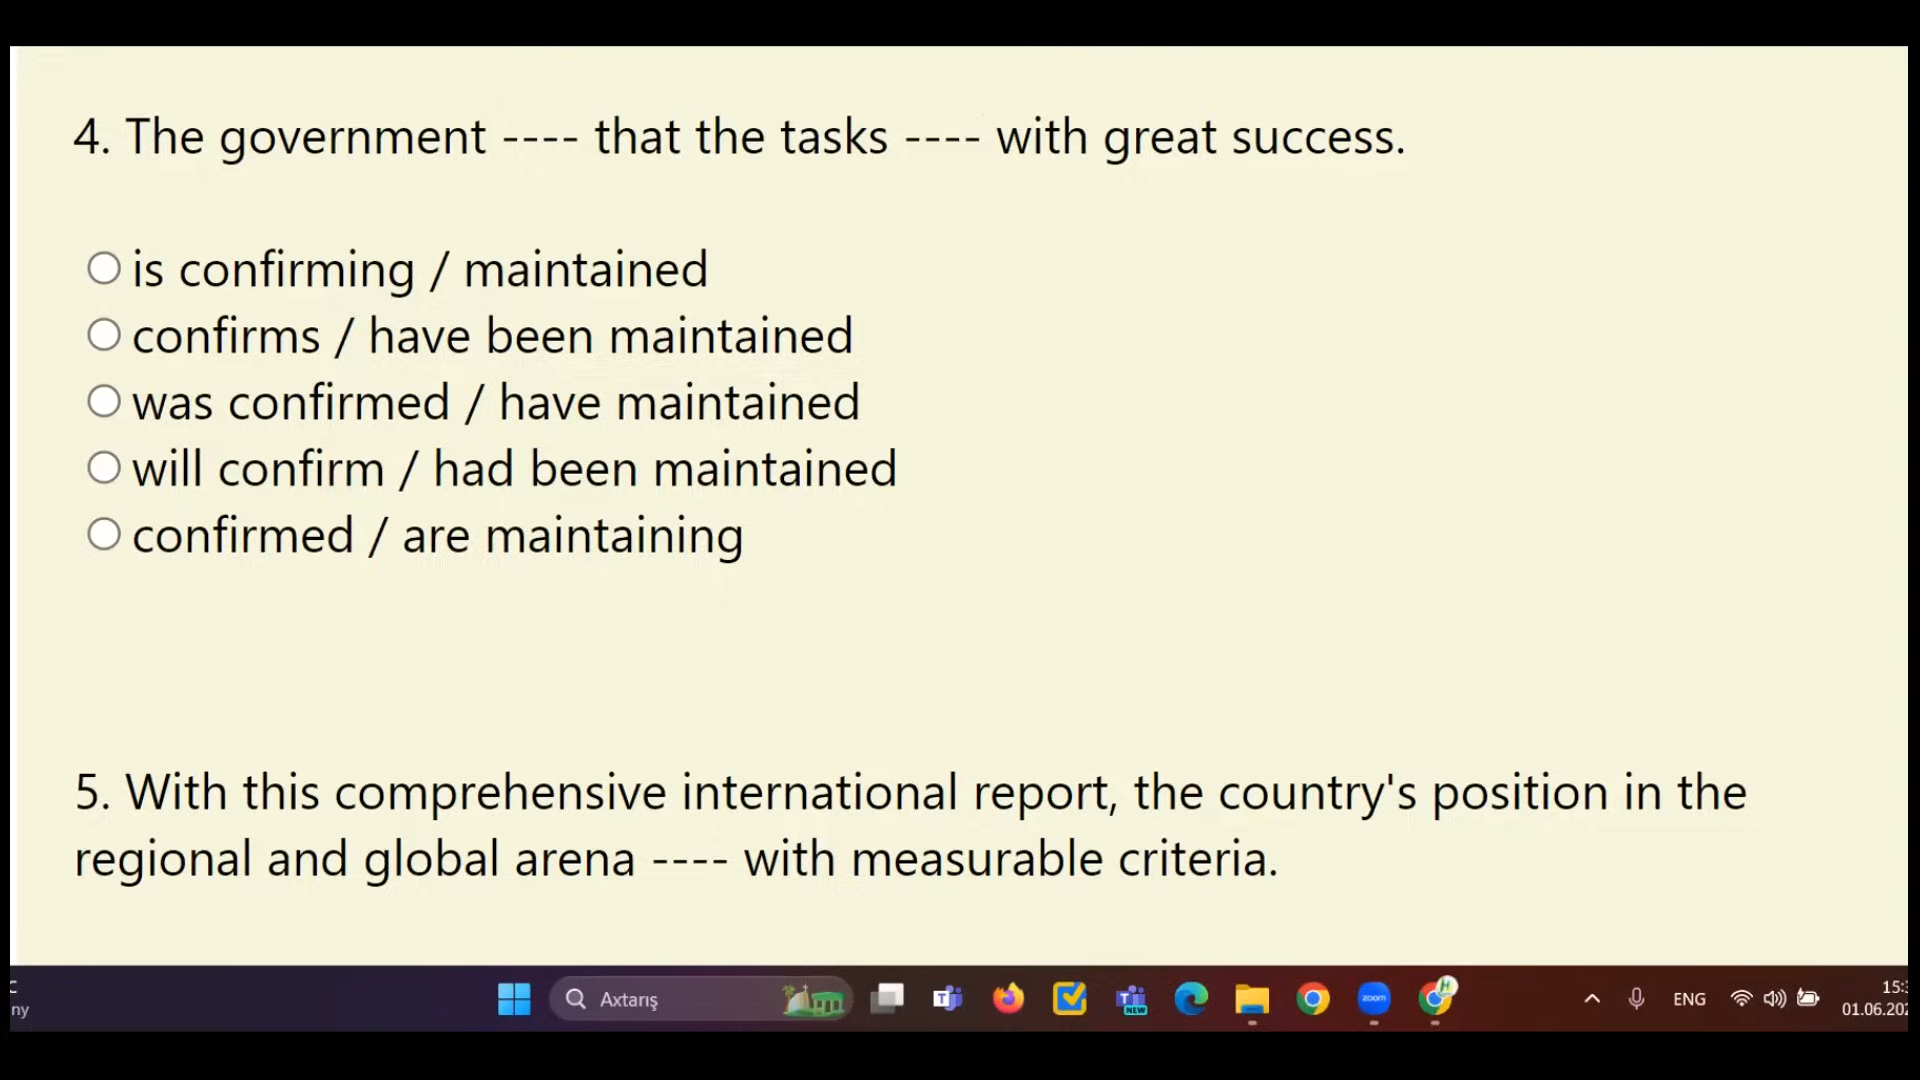 4. The government ---- that the tasks ---- with great success.
is confirming / maintained
confirms / have been maintained
was confirmed / have maintained
will confirm / had been maintained
confirmed / are maintaining
5. With this comprehensive international report, the country's position in the
regional and global arena ---- with measurable criteria.
Axtarış
NEW
zoom
ENG